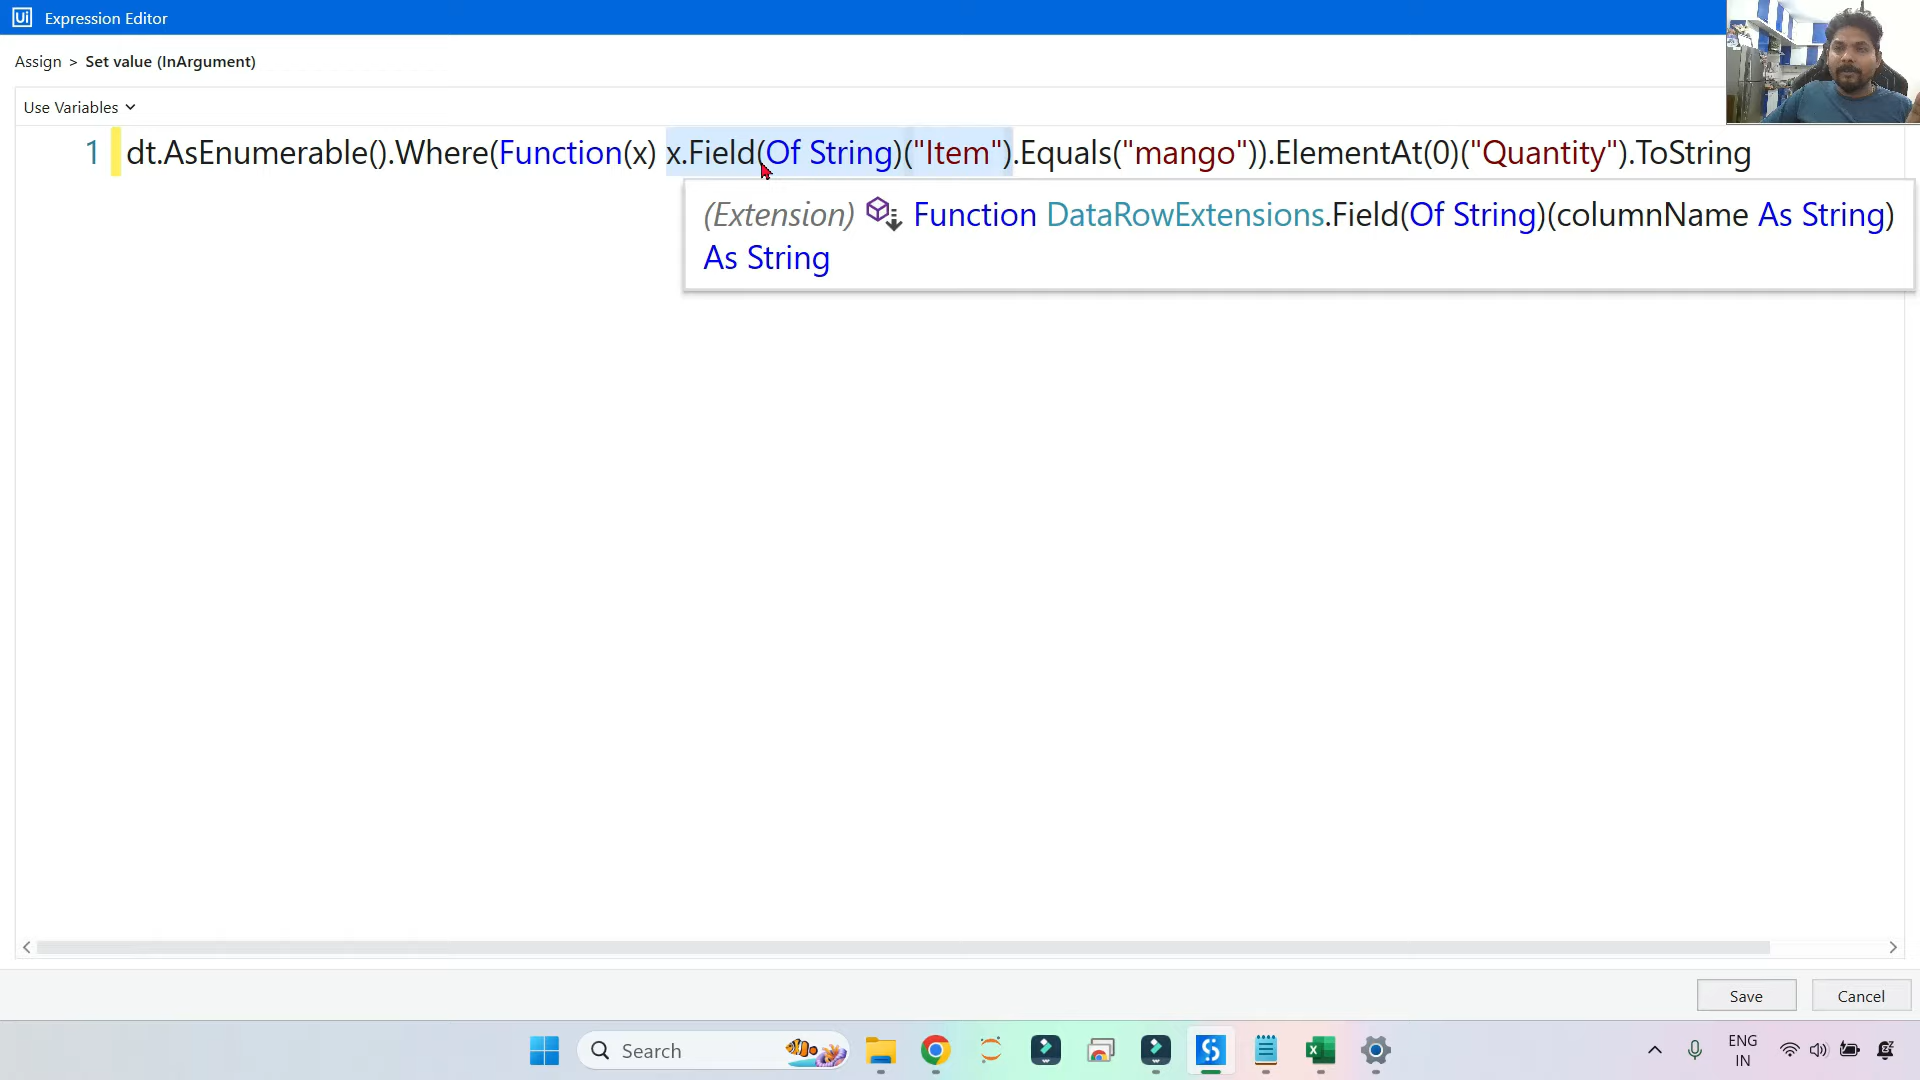 Ui Expression Editor
Assign > Set value (InArgument)
Use Variables
1 dt.AsEnumerable().Where(Function(x) x.Field(Of String)("Item").Equals("mango")).ElementAt(0)("Quantity").ToString
(Extension) Function DataRowExtensions.Field(Of String)(columnName As String)
As String
Save Cancel
Search
ENG
IN